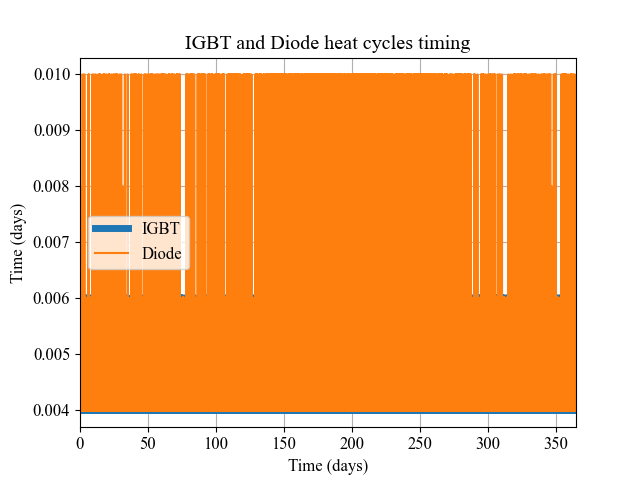 IGBT and Diode heat cycles timing
0.010
0.009
0.008
0.007
0.006
0.005
0.004
Time (days)
IGBT
Diode
0 50 100 150 200 250 300 350
Time (days)